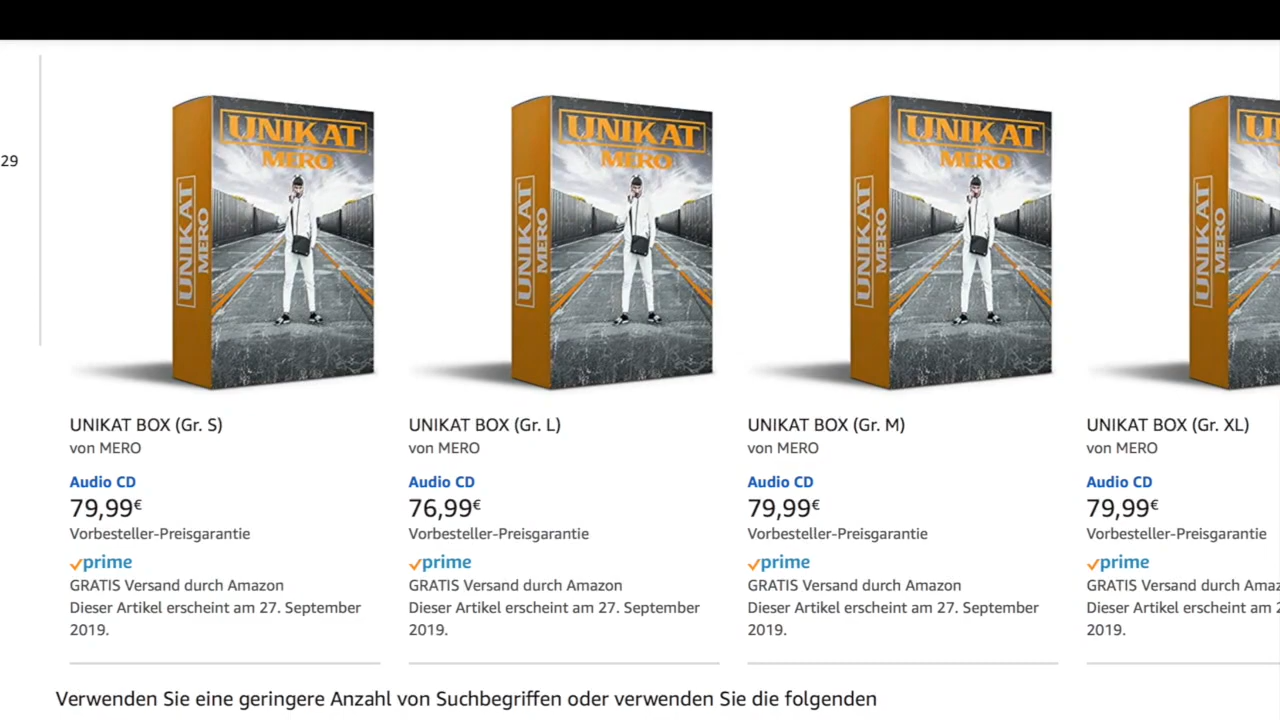 29
UNIKAT
MERO
UNIKAT
MERO
UNIKAT BOX (Gr. S)
von MERO
Audio CD
79,99€
Vorbesteller-Preisgarantie
prime
GRATIS Versand durch Amazon
Dieser Artikel erscheint am 27. September
2019.
UNIKAT
MERO
UNIKAT
MERO
UNIKAT BOX (Gr. L)
von MERO
Audio CD
76,99€
Vorbesteller-Preisgarantie
prime
GRATIS Versand durch Amazon
Dieser Artikel erscheint am 27. September
2019.
UNIKAT
MERO
UNIKAT
MERO
UNIKAT BOX (Gr. M)
von MERO
Audio CD
79,99€
Vorbesteller-Preisgarantie
prime
GRATIS Versand durch Amazon
Dieser Artikel erscheint am 27. September
2019.
UNIKAT
MERO
UNIKAT BOX (Gr. XL)
von MERO
Audio CD
79,99€
Vorbesteller-Preisgarantie
prime
GRATIS Versand durch
Dieser Artikel erscheint am
2019.
Verwenden Sie eine geringere Anzahl von Suchbegriffen oder verwenden Sie die folgenden